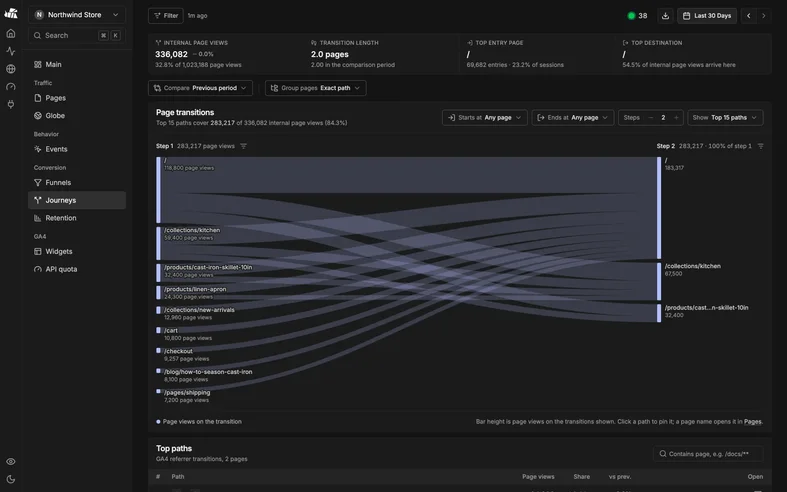 N Northwind Store
Filter
1m ago
38
Last 30 Days
Search ⌘ K
Main
Traffic
Pages
Globe
Behavior
Events
Conversion
Funnels
Journeys
Retention
GA4
Widgets
API quota
INTERNAL PAGE VIEWS
336,082 ~ 0.0%
32.8% of 1,023,188 page views
TRANSITION LENGTH
2.0 pages
2.00 in the comparison period
TOP ENTRY PAGE
/
69,682 entries · 23.2% of sessions
TOP DESTINATION
/
54.5% of internal page views arrive here
Compare Previous period
Group pages Exact path
Page transitions
Top 15 paths cover 283,217 of 336,082 internal page views (84.3%)
Starts at Any page
Ends at Any page
Steps − 2 +
Show Top 15 paths
Step 1 283,217 page views
Step 2 283,217 · 100% of step 1
/
118,800 page views
/collections/kitchen
59,400 page views
/products/cast-iron-skillet-10in
32,400 page views
/products/linen-apron
24,300 page views
/collections/new-arrivals
12,960 page views
/cart
10,800 page views
/checkout
9,257 page views
/blog/how-to-season-cast-iron
8,100 page views
/pages/shipping
7,200 page views
/
183,317
/collections/kitchen
67,500
/products/cast...n-skillet-10in
32,400
Page views on the transition
Bar height is page views on the transitions shown. Click a path to pin it; a page name opens it in Pages.
Top paths
GA4 referrer transitions, 2 pages
Contains page, e.g. /docs/**
# Path Page views Share vs prev. Open